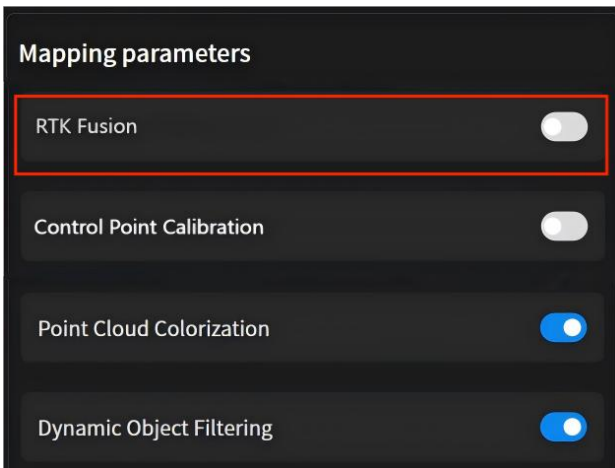 Mapping parameters
RTK Fusion
Control Point Calibration
Point Cloud Colorization
Dynamic Object Filtering